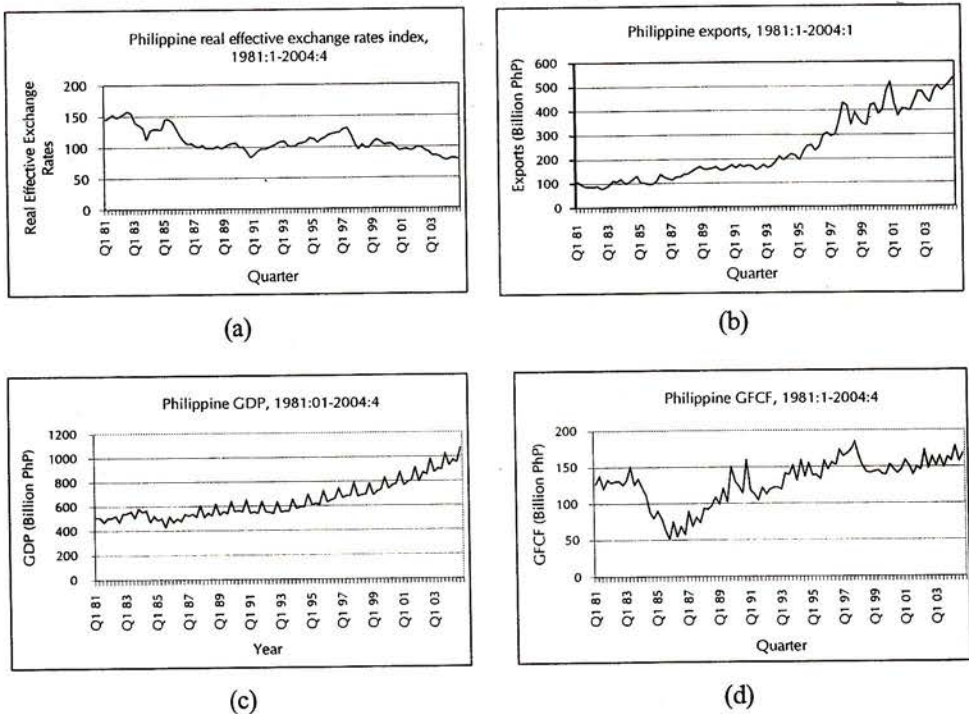 Philippine real effective exchange rates index,
1981:1-2004:4
Real Effective Exchange
Rates
200
150
100
50
0
Q1 81
Q1 83
Q1 85
Q1 87
Q1 89
Q1 91
Q1 93
Q1 95
Q1 97
Q1 99
Q1 01
Q1 03
Quarter
(a)
Philippine exports, 1981:1-2004:1
Exports (Billion PhP)
600
500
400
300
200
100
0
Q1 81
Q1 83
Q1 85
Q1 87
Q1 89
Q1 91
Q1 93
Q1 95
Q1 97
Q1 99
Q1 01
Q1 03
Quarter
(b)
Philippine GDP, 1981:01-2004:4
GDP (Billion PhP)
1200
1000
800
600
400
200
0
Q1 81
Q1 83
Q1 85
Q1 87
Q1 89
Q1 91
Q1 93
Q1 95
Q1 97
Q1 99
Q1 01
Q1 03
Year
(c)
Philippine GFCF, 1981:1-2004:4
GFCF (Billiion PhP)
200
150
100
50
0
Q1 81
Q1 83
Q1 85
Q1 87
Q1 89
Q1 91
Q1 93
Q1 95
Q1 97
Q1 99
Q1 01
Q1 03
Quarter
(d)